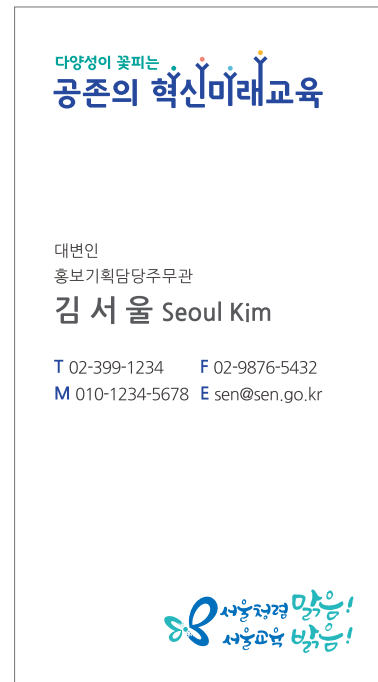 다양성이 꽃피는
공존의 혁신미래교육
대변인
홍보기획담당주무관
김 서 울 Seoul Kim
T 02-399-1234 F 02-9876-5432
M 010-1234-5678 E sen@sen.go.kr
서울청렴 맑음!
서울교육 밝음!